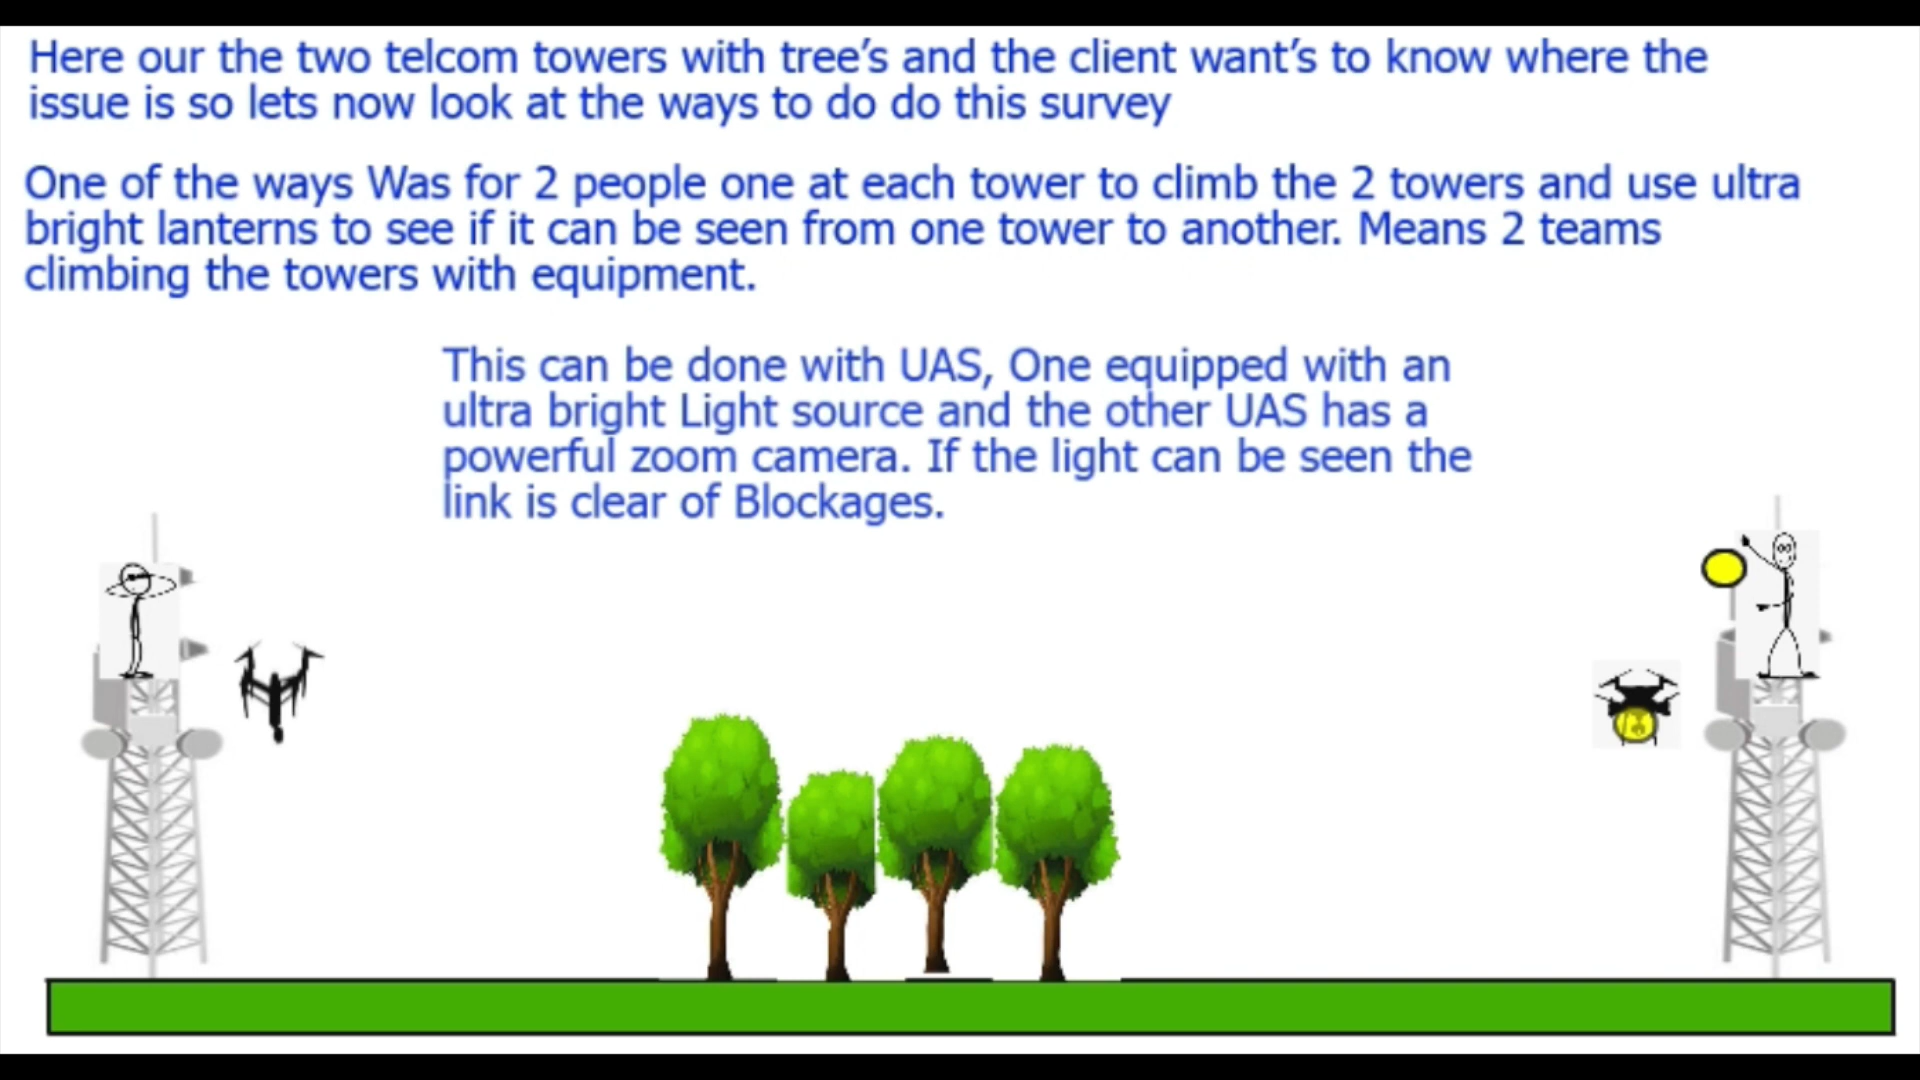 Here our the two telcom towers with tree's and the client want's to know where the
issue is so lets now look at the ways to do do this survey
One of the ways Was for 2 people one at each tower to climb the 2 towers and use ultra
bright lanterns to see if it can be seen from one tower to another. Means 2 teams
climbing the towers with equipment.
This can be done with UAS, One equipped with an
ultra bright Light source and the other UAS has a
powerful zoom camera. If the light can be seen the
link is clear of Blockages.